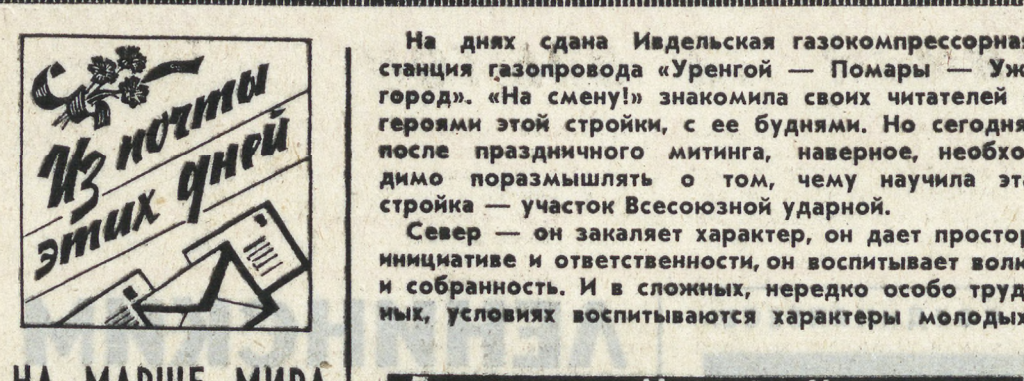 Из почты
этих дней
НА МАРШЕ МИРА
На днях сдана Ивдельская газокомпрессорная
станция газопровода «Уренгой — Помары — Уж
город». «На смену!» знакомила своих читателей
героями этой стройки, с ее буднями. Но сегодня
после праздничного митинга, наверное, необхо
димо поразмышлять о том, чему научила эта
стройка — участок Всесоюзной ударной.
Север — он закаляет характер, он дает простор
инициативе и ответственности, он воспитывает волю
и собранность. И в сложных, нередко особо труд
ных, условиях воспитываются характеры молодых